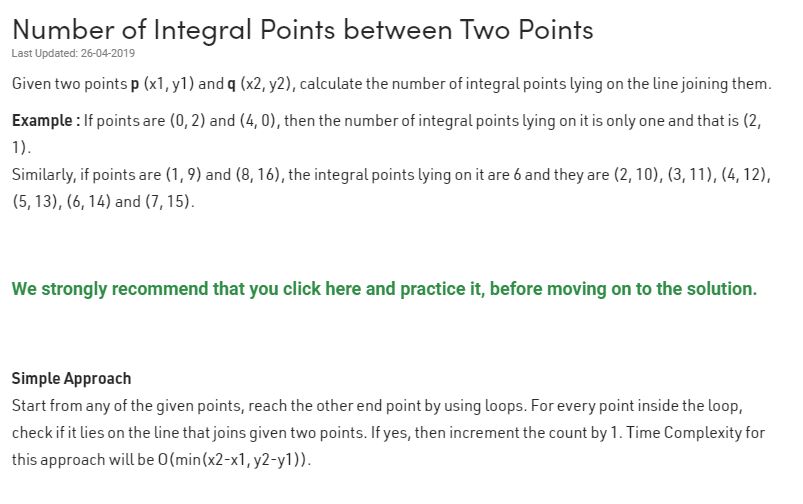 Number of Integral Points between Two Points
Last Updated: 26-04-2019
Given two points p (x1, y1) and q (x2, y2), calculate the number of integral points lying on the line joining them.
Example : If points are (0, 2) and (4, 0), then the number of integral points lying on it is only one and that is (2,
1).
Similarly, if points are (1, 9) and (8, 16), the integral points lying on it are 6 and they are (2, 10), (3, 11), (4, 12),
(5, 13), (6, 14) and (7, 15).
We strongly recommend that you click here and practice it, before moving on to the solution.
Simple Approach
Start from any of the given points, reach the other end point by using loops. For every point inside the loop,
check if it lies on the line that joins given two points. If yes, then increment the count by 1. Time Complexity for
this approach will be O(min(x2-x1, y2-y1)).